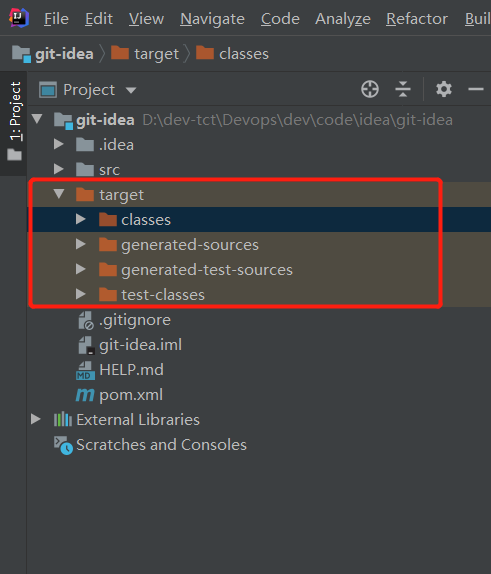 File Edit View Navigate Code Analyze Refactor
git-idea target classes
Project
1: Project
git-idea D:\dev-tct\Devops\dev\code\idea\git-idea
.idea
src
target
classes
generated-sources
generated-test-sources
test-classes
.gitignore
git-idea.iml
HELP.md
pom.xml
External Libraries
Scratches and Consoles